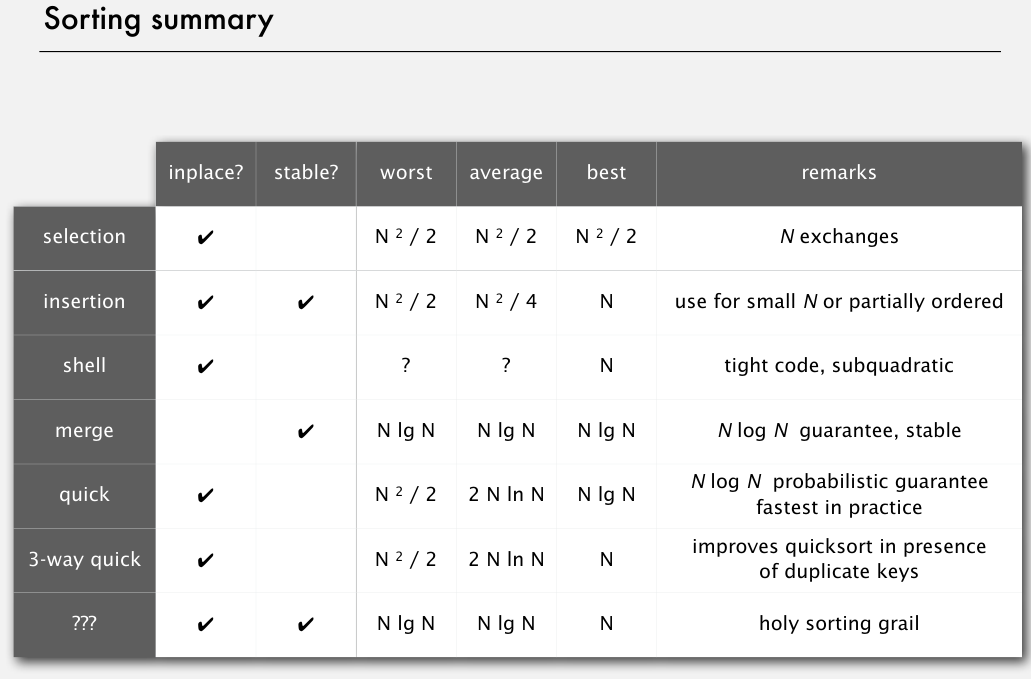 Sorting summary
inplace? stable? worst average best remarks
selection ✔ N ² / 2 N ² / 2 N ² / 2 N exchanges
insertion ✔ ✔ N ² / 2 N ² / 4 N use for small N or partially ordered
shell ✔ ? ? N tight code, subquadratic
merge ✔ N lg N N lg N N lg N N log N guarantee, stable
quick ✔ N ² / 2 2 N ln N N lg N N log N probabilistic guarantee
fastest in practice
3-way quick ✔ N ² / 2 2 N ln N N improves quicksort in presence
of duplicate keys
??? ✔ ✔ N lg N N lg N N holy sorting grail